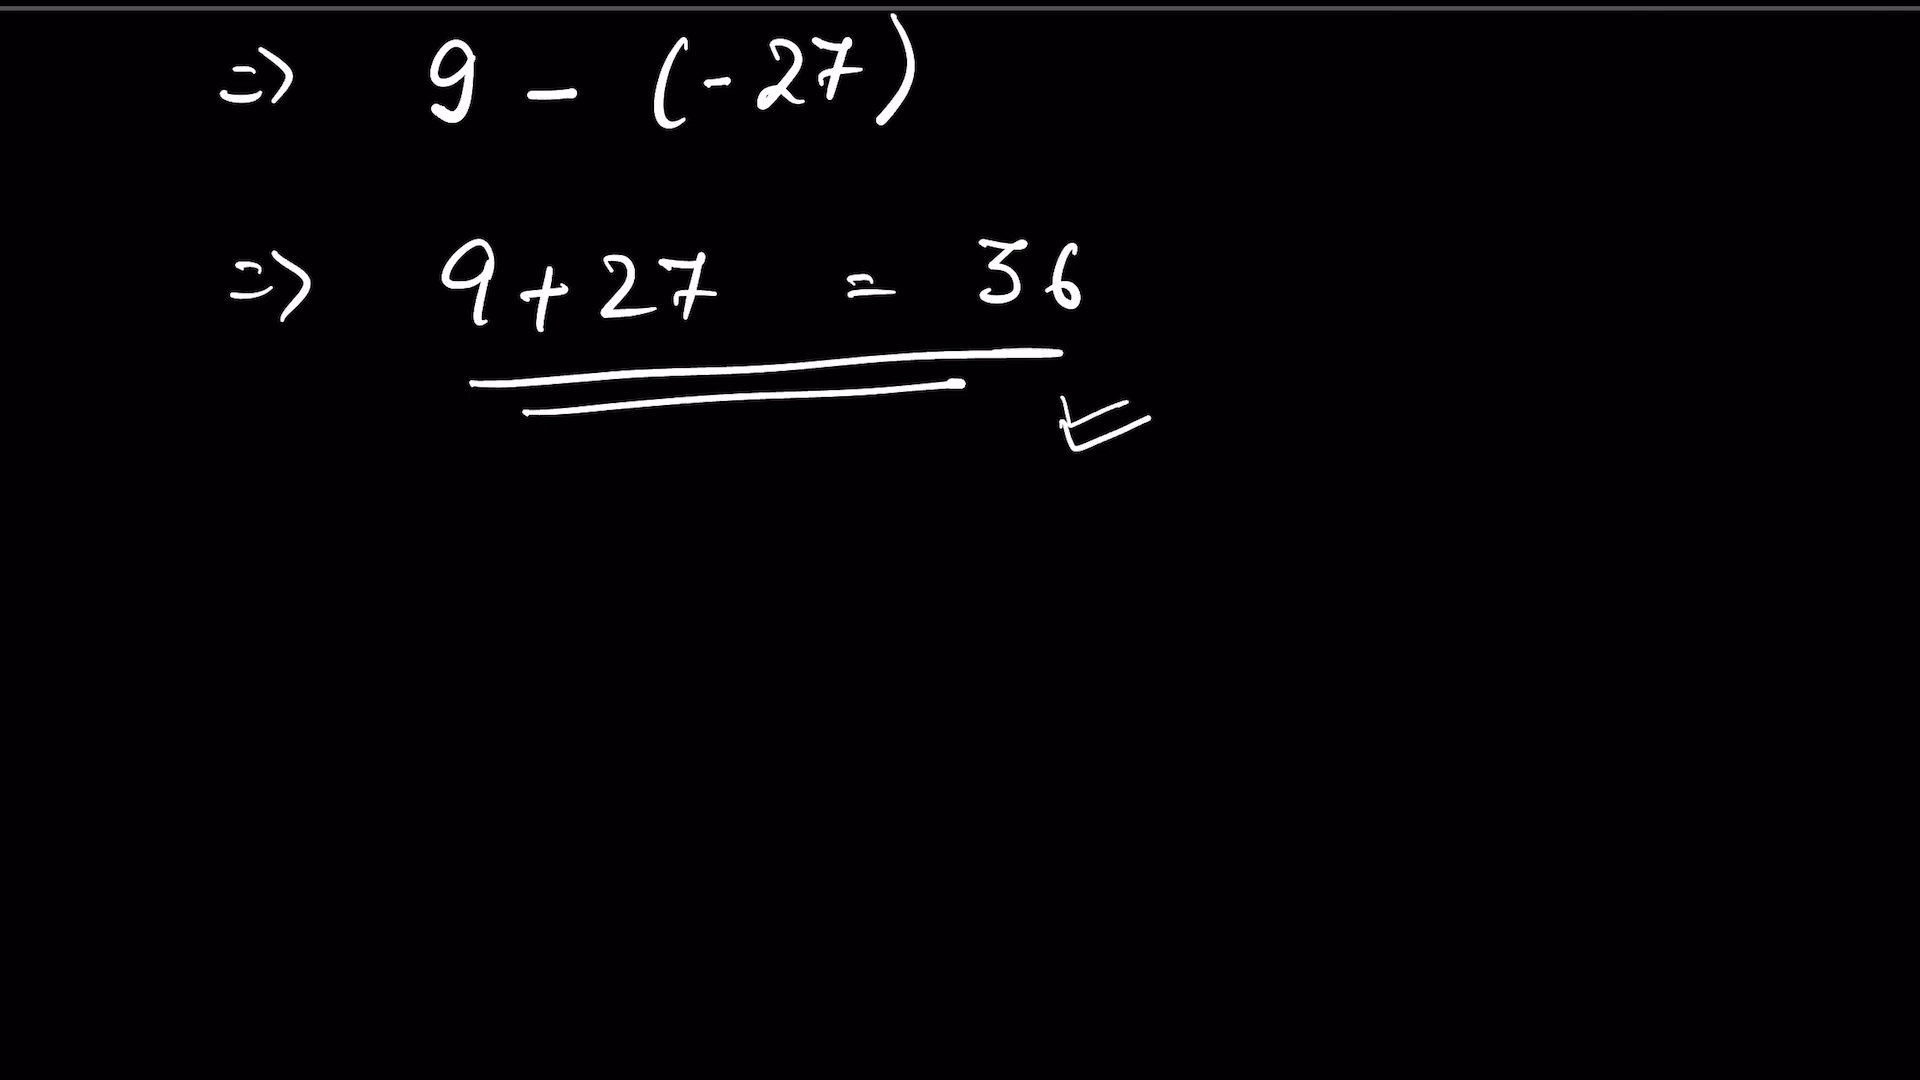 => 9 - (-27)
=> 9 + 27 = 36